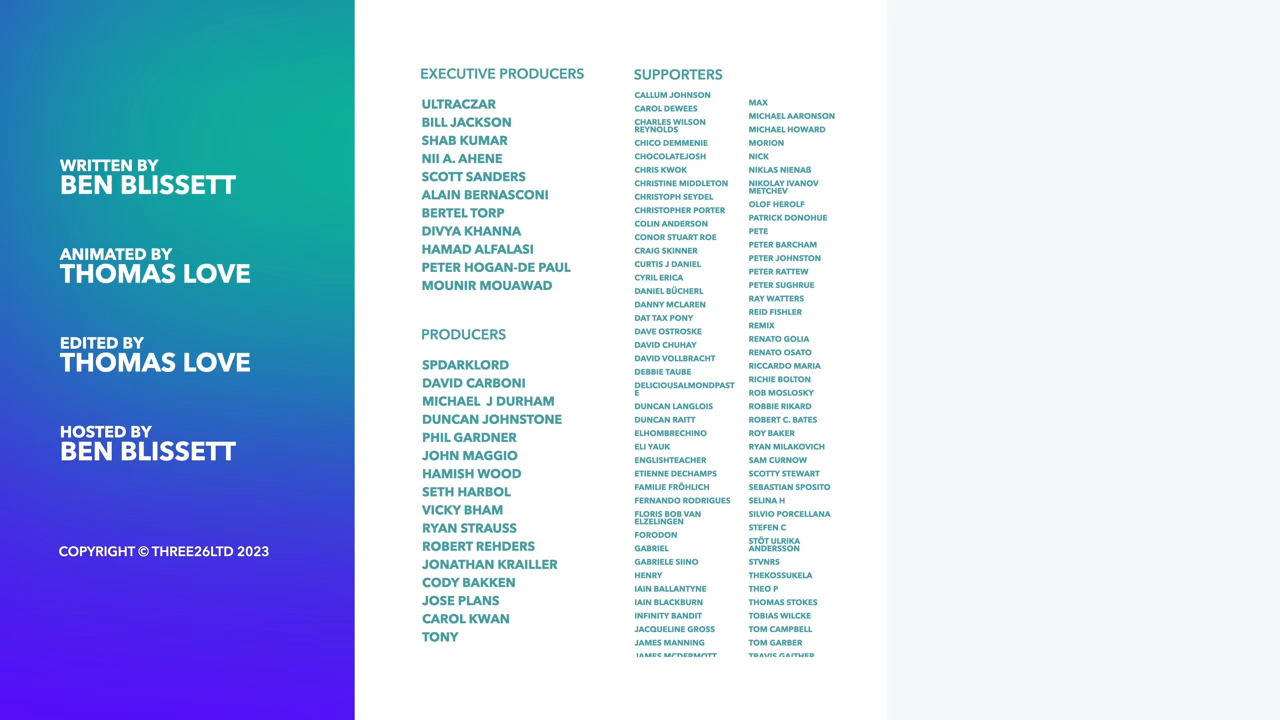 WRITTEN BY
BEN BLISSETT
ANIMATED BY
THOMAS LOVE
EDITED BY
THOMAS LOVE
HOSTED BY
BEN BLISSETT
COPYRIGHT © THREE26LTD 2023
EXECUTIVE PRODUCERS
ULTRACZAR
BILL JACKSON
SHAB KUMAR
NII A. AHENE
SCOTT SANDERS
ALAIN BERNASCONI
BERTEL TORP
DIVYA KHANNA
HAMAD ALFALASI
PETER HOGAN-DE PAUL
MOUNIR MOUAWAD
PRODUCERS
SPDARKLORD
DAVID CARBONI
MICHAEL J DURHAM
DUNCAN JOHNSTONE
PHIL GARDNER
JOHN MAGGIO
HAMISH WOOD
SETH HARBOL
VICKY BHAM
RYAN STRAUSS
ROBERT REHDERS
JONATHAN KRAILLER
CODY BAKKEN
JOSE PLANS
CAROL KWAN
TONY
SUPPORTERS
CALLUM JOHNSON
CAROL DEWEES
CHARLES WILSON
REYNOLDS
CHICO DEMMENIE
CHOCOLATEJOSH
CHRIS KWOK
CHRISTINE MIDDLETON
CHRISTOPH SEYDEL
CHRISTOPHER PORTER
COLIN ANDERSON
CONOR STUART ROE
CRAIG SKINNER
CURTIS J DANIEL
CYRIL ERICA
DANIEL BÜCHERL
DANNY MCLAREN
DAT TAX PONY
DAVE OSTROSKE
DAVID CHUHAY
DAVID VOLLBRACHT
DEBBIE TAUBE
DELICIOUSALMONDPAST
E
DUNCAN LANGLOIS
DUNCAN RAITT
ELHOMBRECHINO
ELI YAUK
ENGLISHTEACHER
ETIENNE DECHAMPS
FAMILIE FRÖHLICH
FERNANDO RODRIGUES
FLORIS BOB VAN
ELZELINGEN
FORODON
GABRIEL
GABRIELE SIINO
HENRY
IAIN BALLANTYNE
IAIN BLACKBURN
INFINITY BANDIT
JACQUELINE GROSS
JAMES MANNING
JAMES MCDERMOTT
MAX
MICHAEL AARONSON
MICHAEL HOWARD
MORION
NICK
NIKLAS NIENAß
NIKOLAY IVANOV
METCHEV
OLOF HEROLF
PATRICK DONOHUE
PETE
PETER BARCHAM
PETER JOHNSTON
PETER RATTEW
PETER SUGHRUE
RAY WATTERS
REID FISHLER
REMIX
RENATO GOLIA
RENATO OSATO
RICCARDO MARIA
RICHIE BOLTON
ROB MOSLOSKY
ROBBIE RIKARD
ROBERT C. BATES
ROY BAKER
RYAN MILAKOVICH
SAM CURNOW
SCOTTY STEWART
SEBASTIAN SPOSITO
SELINA H
SILVIO PORCELLANA
STEFEN C
STÖT ULRIKA
ANDERSSON
STVNRS
THEKOSSUKELA
THEO P
THOMAS STOKES
TOBIAS WILCKE
TOM CAMPBELL
TOM GARBER
TRAVIS GAITHER